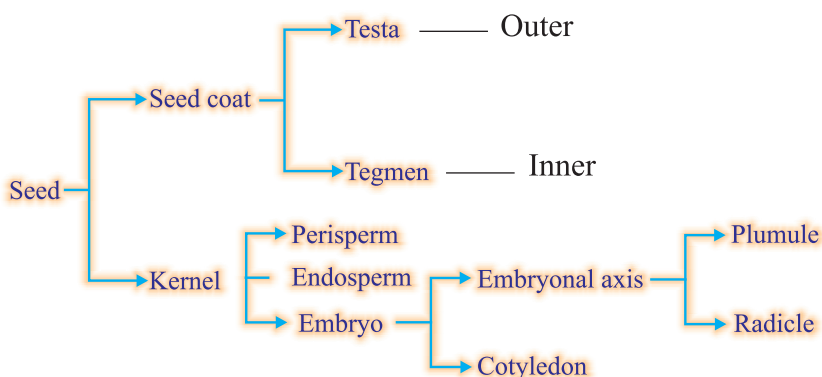 Testa Outer
Seed coat
Tegmen Inner
Seed
Perisperm Plumule
Kernel Endosperm Embryonal axis
Embryo Radicle
Cotyledon